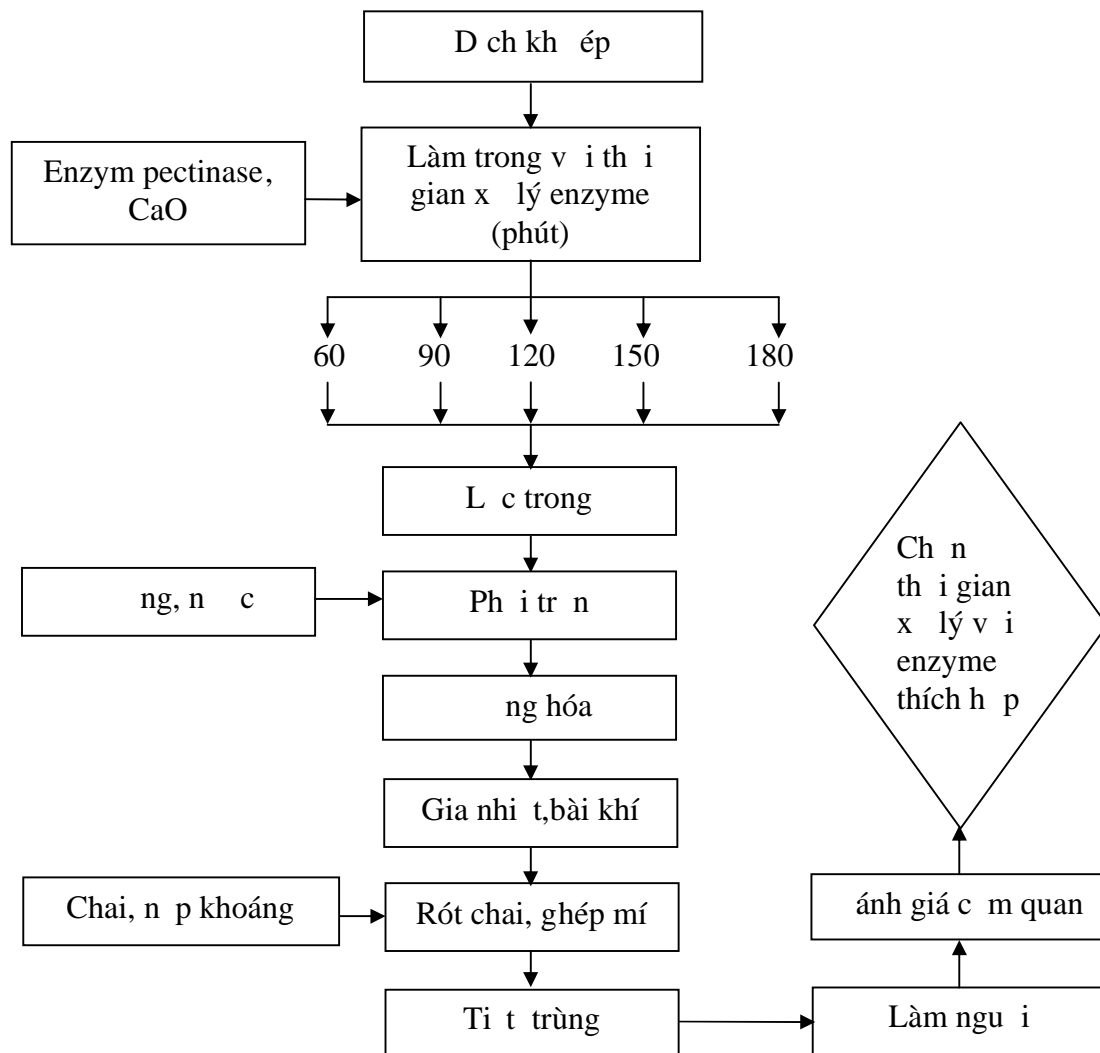 D ch kh ép
Enzym pectinase,
CaO
Làm trong v i th i
gian x lý enzyme
(phút)
60 90 120 150 180
L c trong
ng, n c
Ph i tr n
ng hóa
Gia nhi t,bài khí
Chai, n p khoáng
Rót chai, ghép mí
Ti t trùng
Làm ngu i
ánh giá c m quan
Ch n
th i gian
x lý v i
enzyme
thích h p